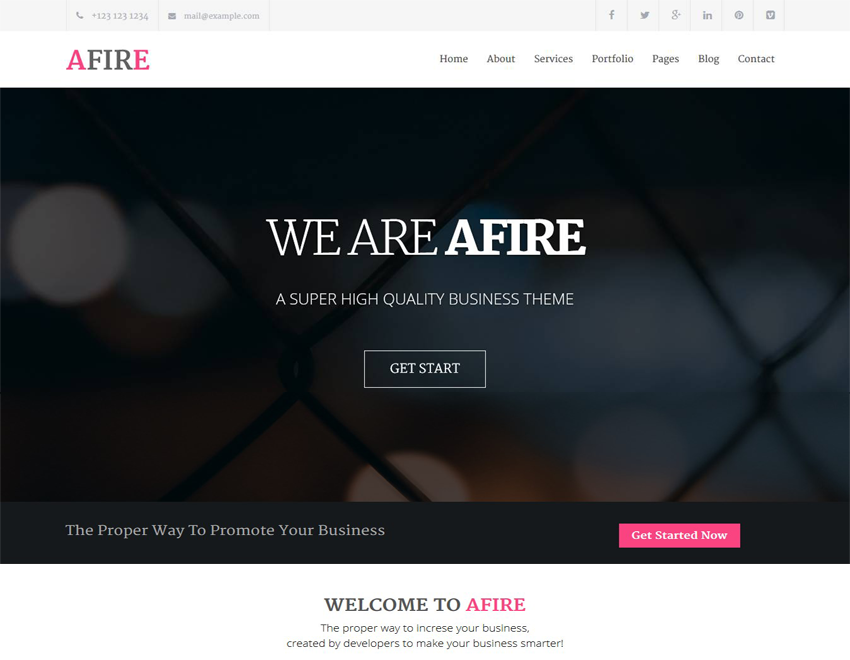 +123 123 1234 mail@example.com
AFIRE
Home About Services Portfolio Pages Blog Contact
WE ARE AFIRE
A SUPER HIGH QUALITY BUSINESS THEME
GET START
The Proper Way To Promote Your Business
Get Started Now
WELCOME TO AFIRE
The proper way to increse your business,
created by developers to make your business smarter!